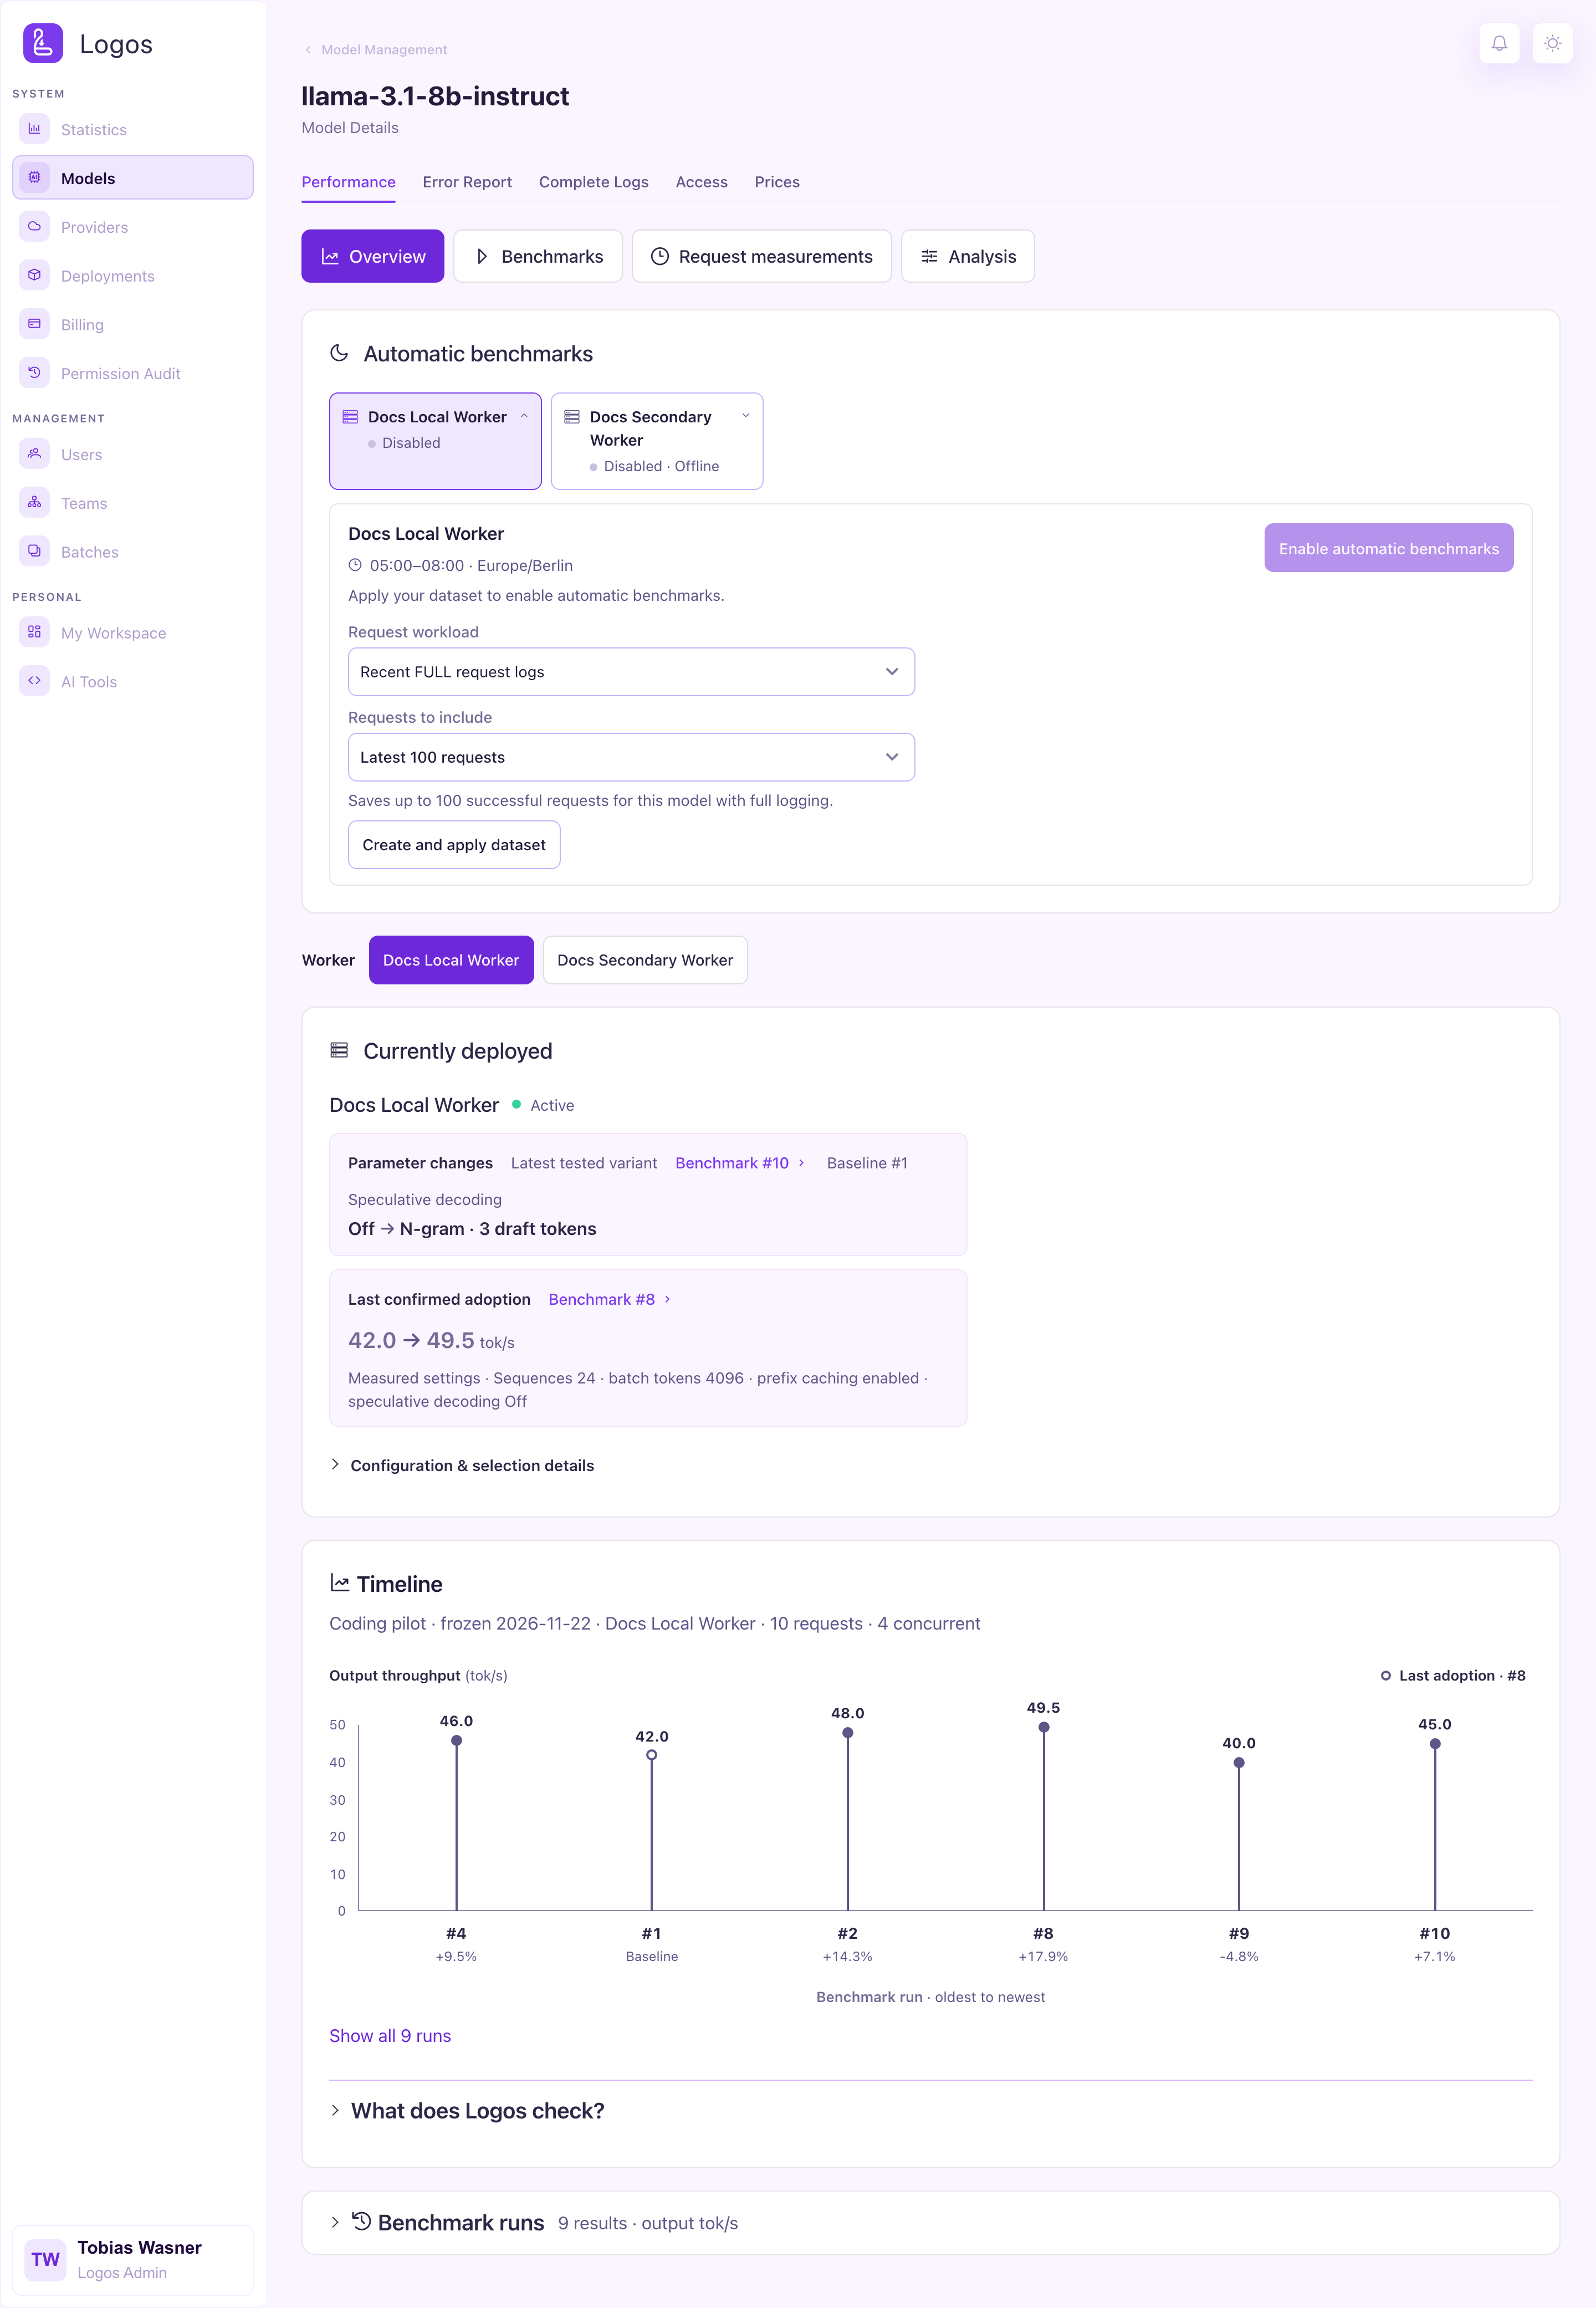 Logos
SYSTEM
Statistics
Models
Providers
Deployments
Billing
Permission Audit
MANAGEMENT
Users
Teams
Batches
PERSONAL
My Workspace
AI Tools
TW
Tobias Wasner
Logos Admin
Model Management
llama-3.1-8b-instruct
Model Details
Performance Error Report Complete Logs Access Prices
Overview Benchmarks Request measurements Analysis
Automatic benchmarks
Docs Local Worker
Disabled
Docs Secondary
Worker
Disabled · Offline
Docs Local Worker
Enable automatic benchmarks
05:00–08:00 · Europe/Berlin
Apply your dataset to enable automatic benchmarks.
Request workload
Recent FULL request logs
Requests to include
Latest 100 requests
Saves up to 100 successful requests for this model with full logging.
Create and apply dataset
Worker Docs Local Worker Docs Secondary Worker
Currently deployed
Docs Local Worker Active
Parameter changes Latest tested variant Benchmark #10 › Baseline #1
Speculative decoding
Off → N-gram · 3 draft tokens
Last confirmed adoption Benchmark #8 ›
42.0 → 49.5 tok/s
Measured settings · Sequences 24 · batch tokens 4096 · prefix caching enabled ·
speculative decoding Off
Configuration & selection details
Timeline
Coding pilot · frozen 2026-11-22 · Docs Local Worker · 10 requests · 4 concurrent
Output throughput (tok/s)
Last adoption · #8
50
40
30
20
10
0
46.0 42.0 48.0 49.5 40.0 45.0
#4 #1 #2 #8 #9 #10
+9.5% Baseline +14.3% +17.9% -4.8% +7.1%
Benchmark run · oldest to newest
Show all 9 runs
What does Logos check?
Benchmark runs 9 results · output tok/s